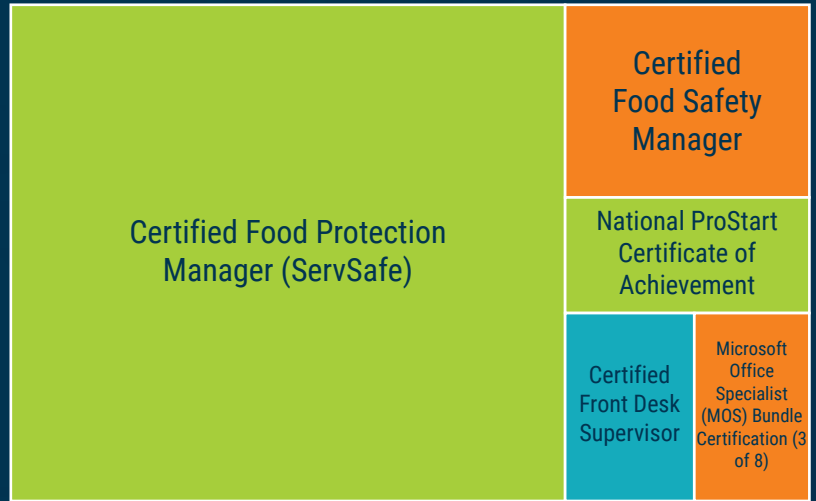 Certified Food Protection
Manager (ServSafe)
Certified
Food Safety
Manager
National ProStart
Certificate of
Achievement
Certified
Front Desk
Supervisor
Microsoft
Office
Specialist
(MOS) Bundle
Certification (3
of 8)